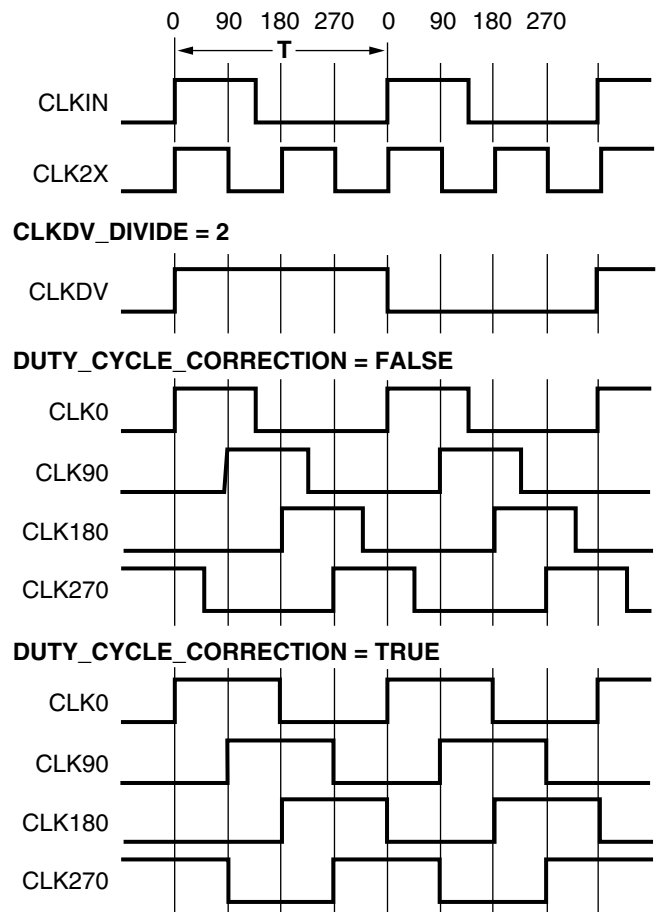 0 90 180 270 0 90 180 270
T
CLKIN
CLK2X
CLKDV_DIVIDE = 2
CLKDV
DUTY_CYCLE_CORRECTION = FALSE
CLK0
CLK90
CLK180
CLK270
DUTY_CYCLE_CORRECTION = TRUE
CLK0
CLK90
CLK180
CLK270